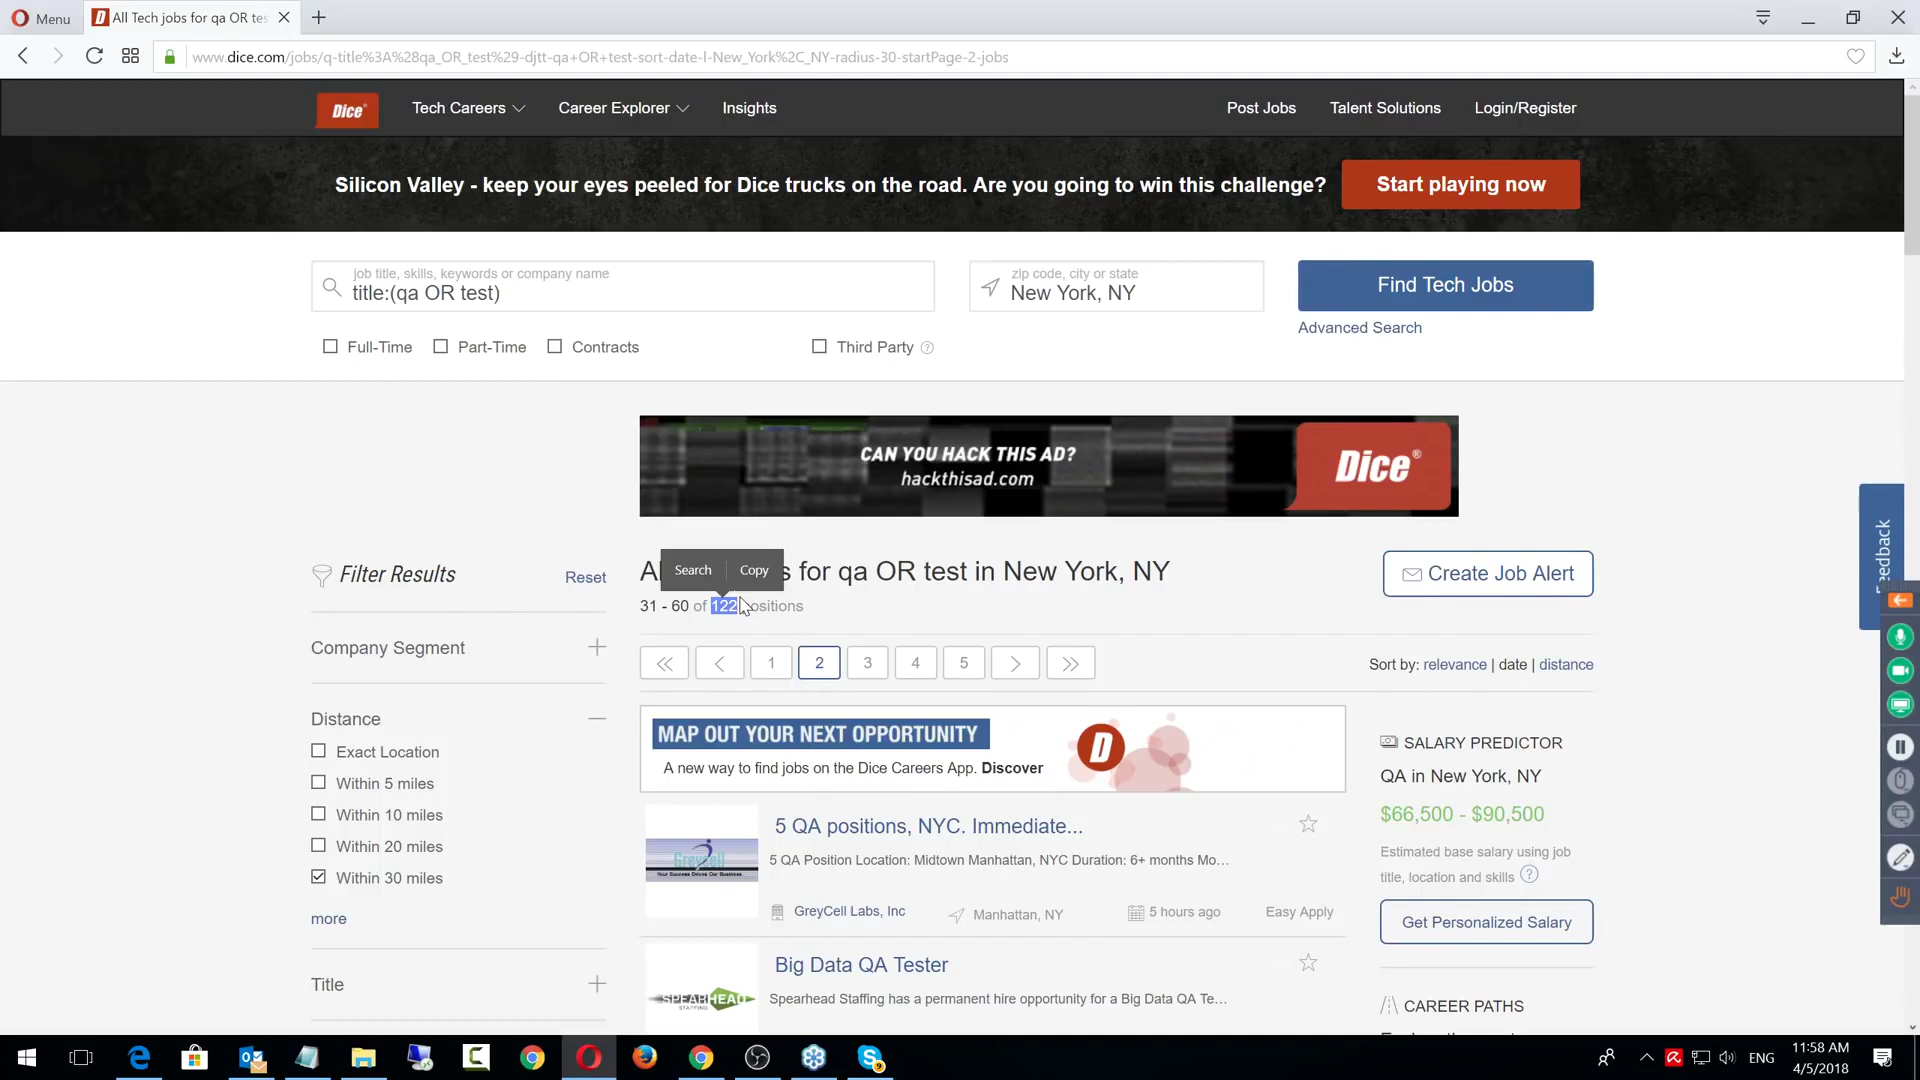 Menu
All Tech jobs for qa OR tes
www.dice.com/jobs/q-title%3A%28qa_OR_test%29-djtt-qa+OR+test-sort-date-l-New_York%2C_NY-radius-30-startPage-2-jobs
Dice
Tech Careers
Career Explorer
Insights
Post Jobs
Talent Solutions
Login/Register
Silicon Valley - keep your eyes peeled for Dice trucks on the road. Are you going to win this challenge?
Start playing now
job title, skills, keywords or company name
title:(qa OR test)
zip code, city or state
New York, NY
Find Tech Jobs
Advanced Search
Full-Time
Part-Time
Contracts
Third Party
CAN YOU HACK THIS AD?
hackthisad.com
Dice®
Filter Results
Reset
Search
Copy
for qa OR test in New York, NY
31 - 60 of 122 positions
Create Job Alert
Feedback
Company Segment
1
2
3
4
5
Sort by: relevance | date | distance
Distance
Exact Location
Within 5 miles
Within 10 miles
Within 20 miles
Within 30 miles
more
Title
MAP OUT YOUR NEXT OPPORTUNITY
A new way to find jobs on the Dice Careers App. Discover
D
Greycell
5 QA positions, NYC. Immediate...
5 QA Position Location: Midtown Manhattan, NYC Duration: 6+ months Mo...
GreyCell Labs, Inc
Manhattan, NY
5 hours ago
Easy Apply
SPEARHEAD
STAFFING
Big Data QA Tester
Spearhead Staffing has a permanent hire opportunity for a Big Data QA Te...
SALARY PREDICTOR
QA in New York, NY
$66,500 - $90,500
Estimated base salary using job
title, location and skills
Get Personalized Salary
CAREER PATHS
ENG
11:58 AM
4/5/2018